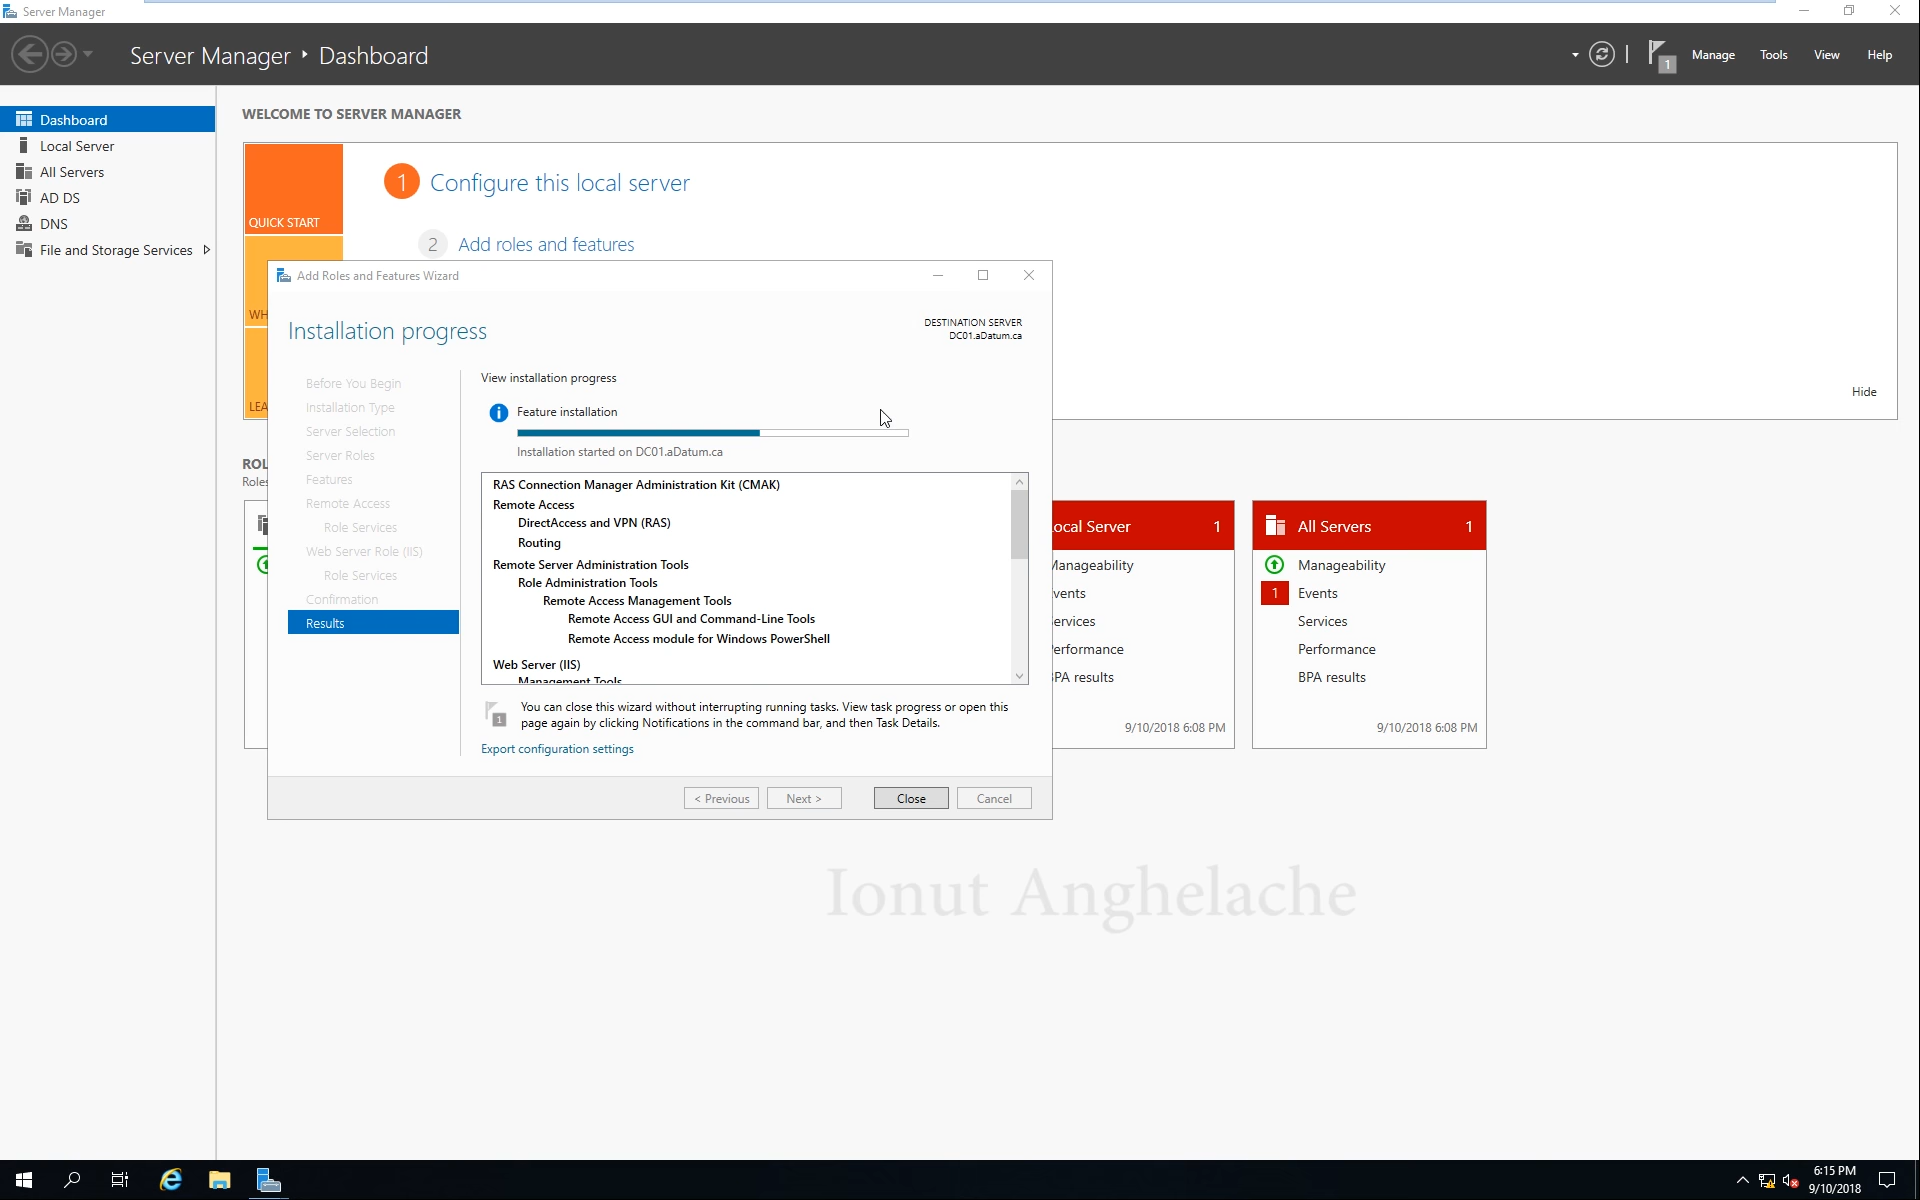 Server Manager
Server Manager ‣ Dashboard
1
Manage
Tools
View
Help
Dashboard
Local Server
All Servers
AD DS
DNS
File and Storage Services
WELCOME TO SERVER MANAGER
QUICK START
1 Configure this local server
2 Add roles and features
WH
LEA
Hide
ROL
Roles
Add Roles and Features Wizard
Installation progress
DESTINATION SERVER
DC01.aDatum.ca
Before You Begin
Installation Type
Server Selection
Server Roles
Features
Remote Access
Role Services
Web Server Role (IIS)
Role Services
Confirmation
Results
View installation progress
Feature installation
Installation started on DC01.aDatum.ca
RAS Connection Manager Administration Kit (CMAK)
Remote Access
DirectAccess and VPN (RAS)
Routing
Remote Server Administration Tools
Role Administration Tools
Remote Access Management Tools
Remote Access GUI and Command-Line Tools
Remote Access module for Windows PowerShell
Web Server (IIS)
Management Tools
1
You can close this wizard without interrupting running tasks. View task progress or open this
page again by clicking Notifications in the command bar, and then Task Details.
Export configuration settings
< Previous
Next >
Close
Cancel
ocal Server 1
Manageability
vents
ervices
erformance
BPA results
9/10/2018 6:08 PM
All Servers 1
Manageability
1 Events
Services
Performance
BPA results
9/10/2018 6:08 PM
Ionut Anghelache
6:15 PM
9/10/2018